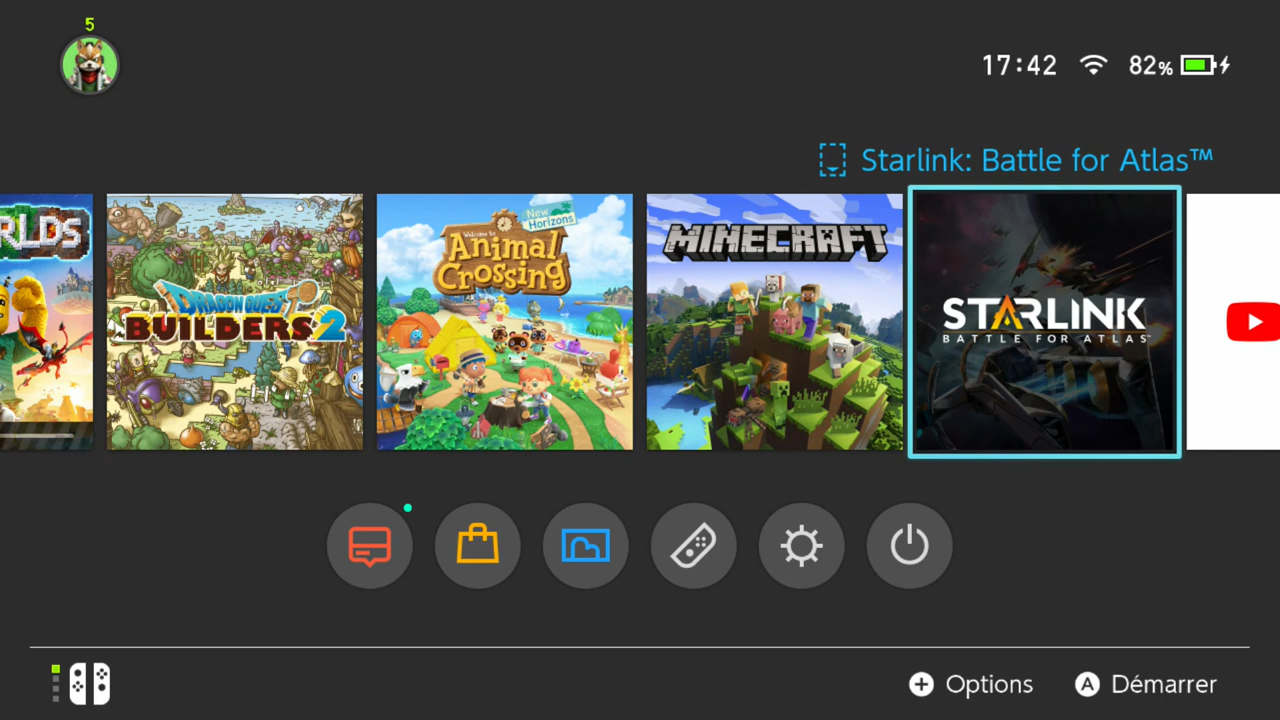 5
17:42
82%
Starlink: Battle for Atlas™
RLDS
DRAGON QUEST
BUILDERS 2
Welcome to
Animal
Crossing
New
Horizons
MINECRAFT
STARLINK
BATTLE FOR ATLAS™
Options
A Démarrer